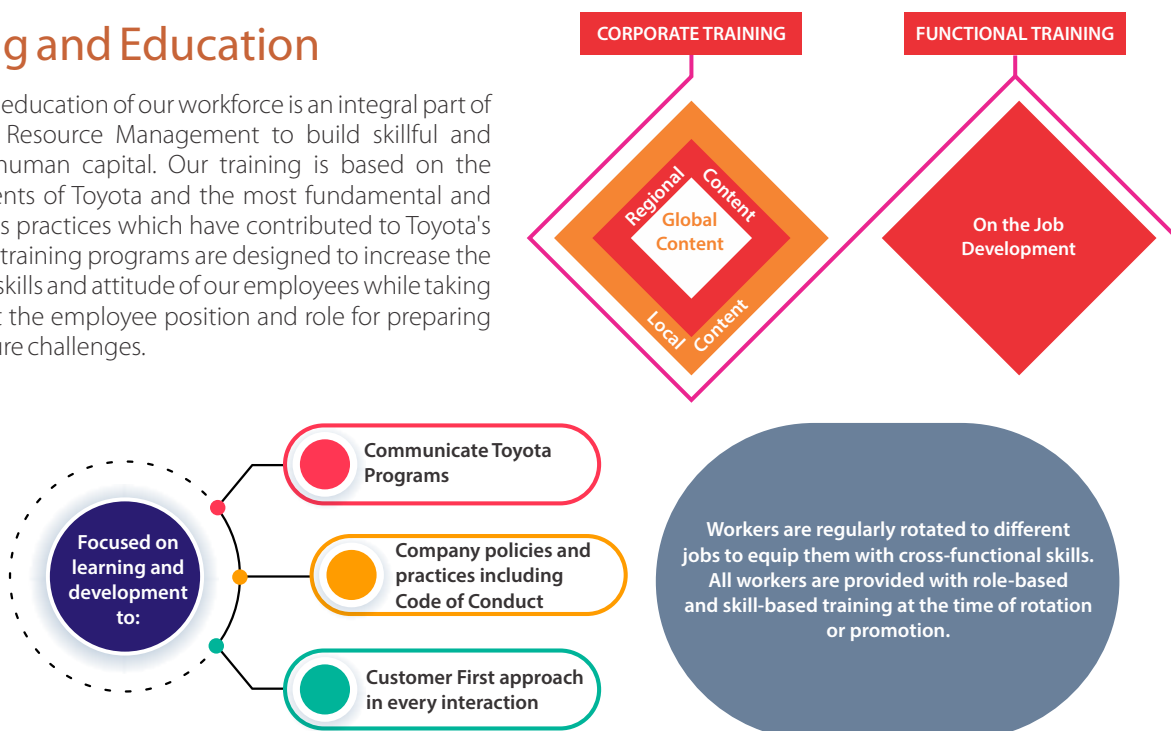 g and Education
education of our workforce is an integral part of
Resource Management to build skillful and
human capital. Our training is based on the
ents of Toyota and the most fundamental and
s practices which have contributed to Toyota's
training programs are designed to increase the
skills and attitude of our employees while taking
t the employee position and role for preparing
ure challenges.
CORPORATE TRAINING
Regional Content
Global
Content
Local Content
FUNCTIONAL TRAINING
On the Job
Development
Focused on
learning and
development
to:
Communicate Toyota
Programs
Company policies and
practices including
Code of Conduct
Customer First approach
in every interaction
Workers are regularly rotated to different
jobs to equip them with cross-functional skills.
All workers are provided with role-based
and skill-based training at the time of rotation
or promotion.